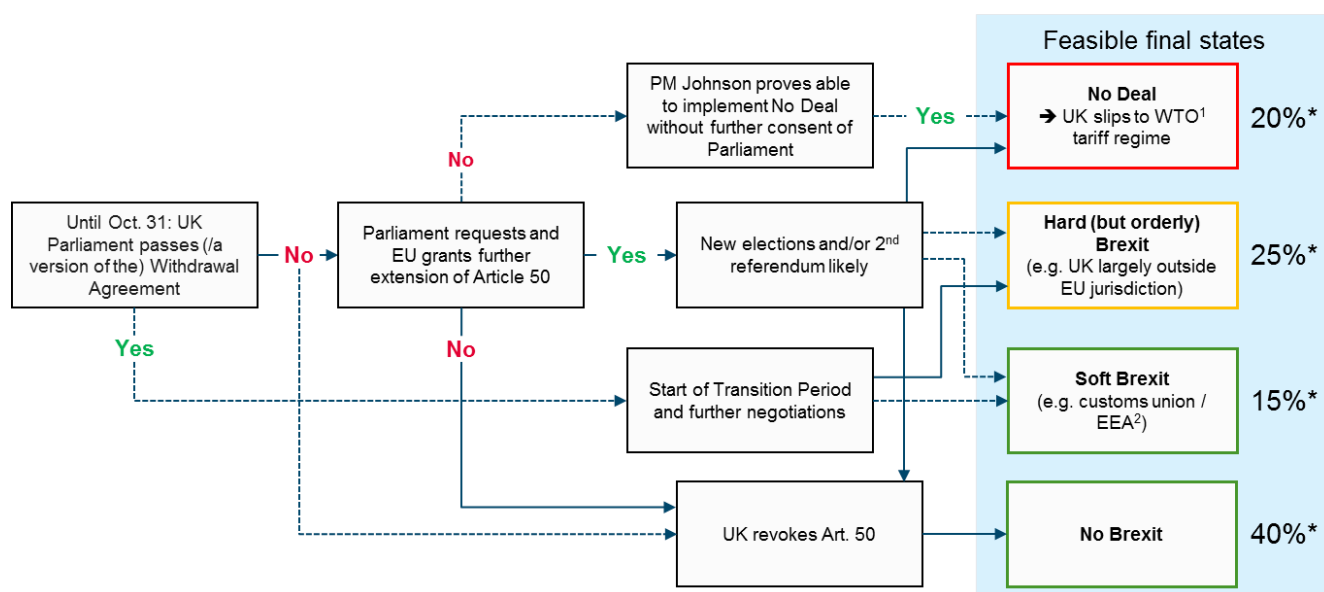 Feasible final states
PM Johnson proves able
to implement No Deal
without further consent of
Parliament
Yes
No Deal
➔ UK slips to WTO¹
tariff regime
20%*
No
Until Oct. 31: UK
Parliament passes (/a
version of the) Withdrawal
Agreement
No
Parliament requests and
EU grants further
extension of Article 50
Yes
New elections and/or 2nd
referendum likely
Hard (but orderly)
Brexit
(e.g. UK largely outside
EU jurisdiction)
25%*
Yes
No
Start of Transition Period
and further negotiations
Soft Brexit
(e.g. customs union /
EEA²)
15%*
UK revokes Art. 50
No Brexit
40%*